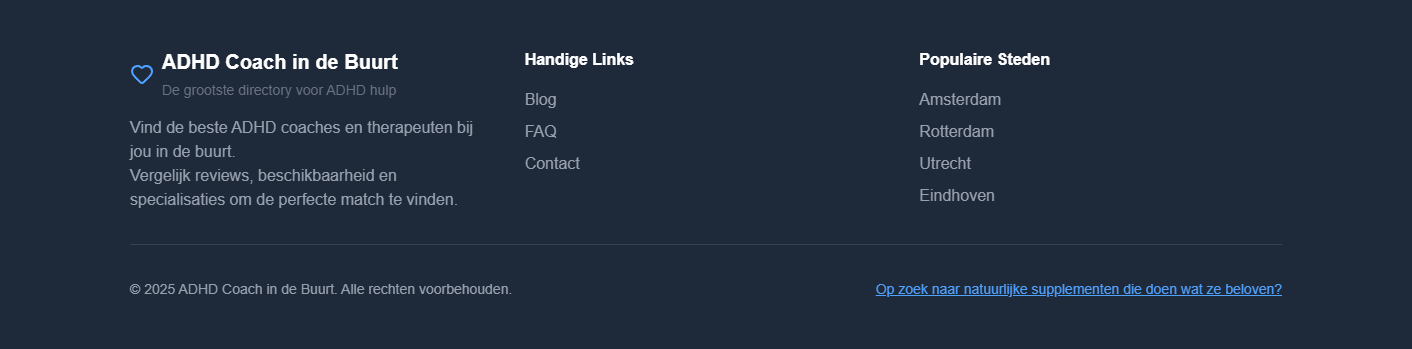 ADHD Coach in de Buurt
De grootste directory voor ADHD hulp
Vind de beste ADHD coaches en therapeuten bij
jou in de buurt.
Vergelijk reviews, beschikbaarheid en
specialisaties om de perfecte match te vinden.
Handige Links
Blog
FAQ
Contact
Populaire Steden
Amsterdam
Rotterdam
Utrecht
Eindhoven
© 2025 ADHD Coach in de Buurt. Alle rechten voorbehouden.
Op zoek naar natuurlijke supplementen die doen wat ze beloven?